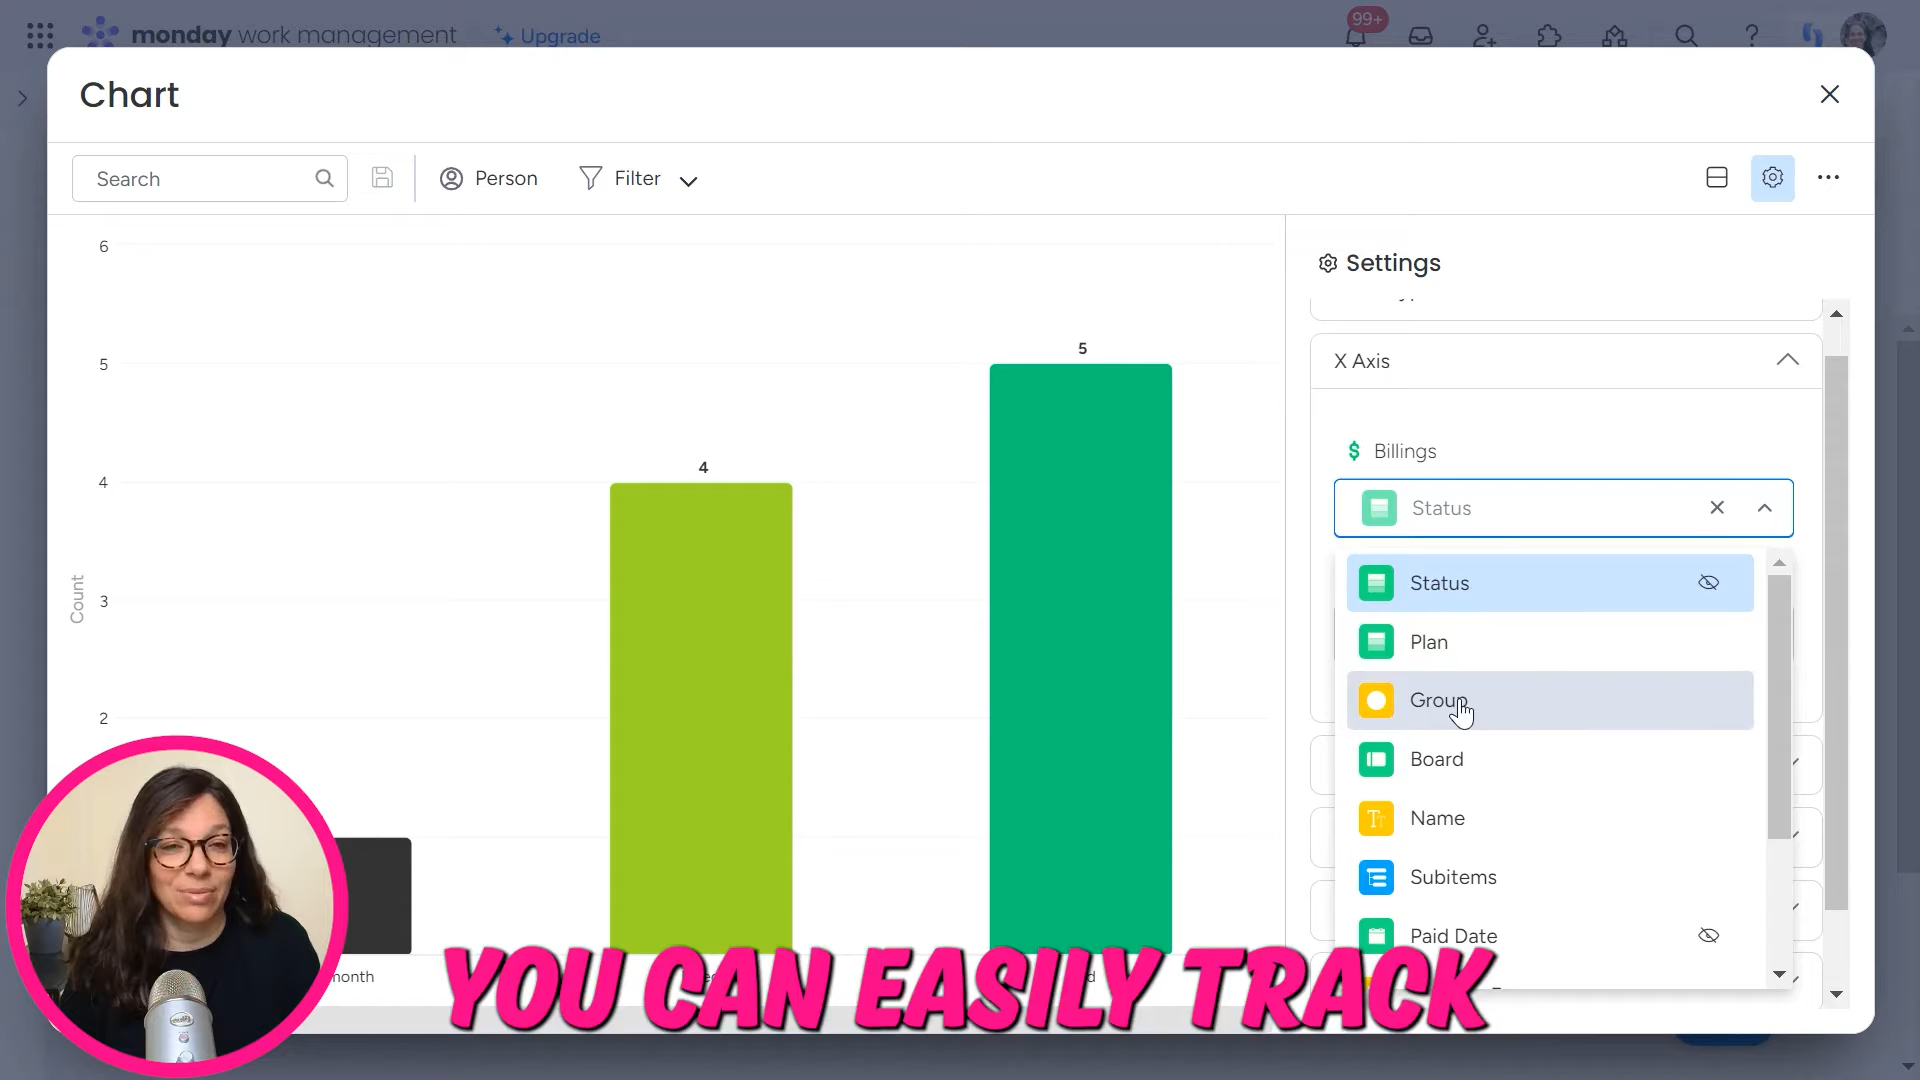 monday work management
Upgrade
99+
Chart
Search
Person
Filter
6
5
4
3
2
Count
4
5
month
Settings
X Axis
$ Billings
Status
Status
Plan
Group
Board
Name
Subitems
Paid Date
YOU CAN EASILY TRACK